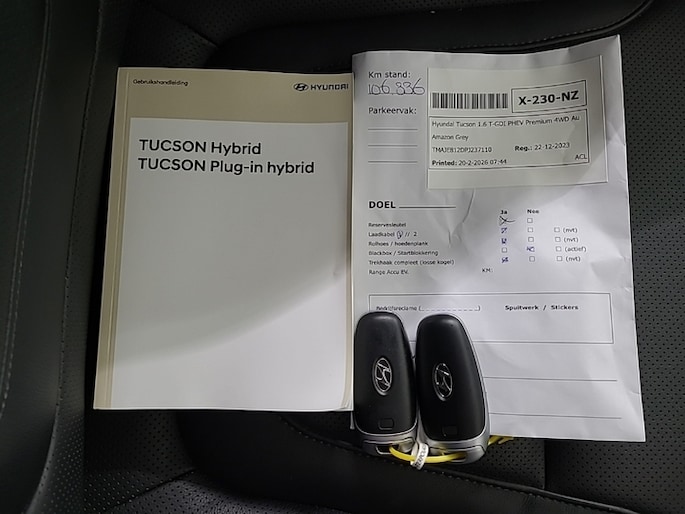 Gebruikshandleiding
HYUNDAI
TUCSON Hybrid
TUCSON Plug-in hybrid
Km stand:
106.836
Parkeervak:
X-230-NZ
Hyundai Tucson 1.6 T-GDI PHEV Premium 4WD Au
Amazon Grey
TMAJE812DPJ237110 Reg.: 22-12-2023
Printed: 20-2-2026 07:44 ACL
DOEL
Ja Nee
Reservesleutel
Laadkabel 1 // 2 (nvt)
Rolhoes / hoedenplank (nvt)
Blackbox / Startblokkering (actief)
Trekhaak compleet (losse kogel) (nvt)
Range Accu EV. KM:
Bedrijfsreclame ( ) Spuitwerk / Stickers